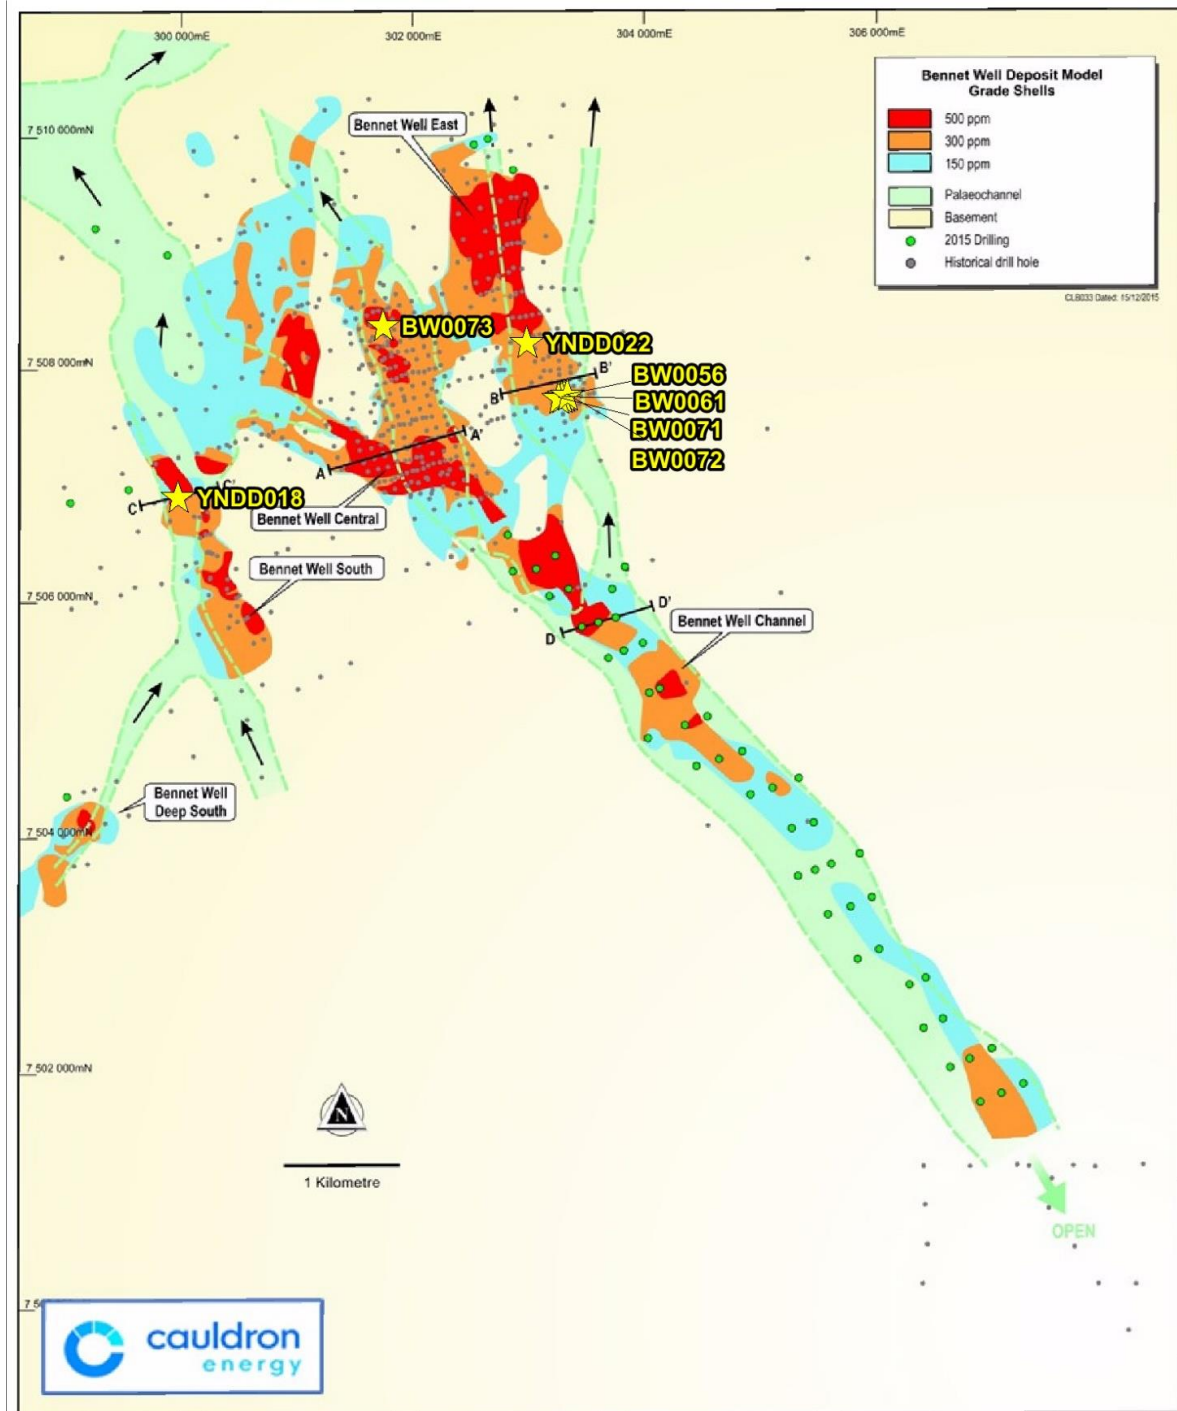 300 000mE
302 000mE
304 000mE
306 000mE
Bennet Well Deposit Model
Grade Shells
500 ppm
300 ppm
150 ppm
Palaeochannel
Basement
2015 Drilling
Historical drill hole
CLB033 Dated: 15/12/2015
7 510 000mN
Bennet Well East
BW0073
YNDD022
7 508 000mN
B
B'
BW0056
BW0061
BW0071
BW0072
A
A'
C
C'
YNDD018
Bennet Well Central
Bennet Well South
7 506 000mN
D
D'
Bennet Well Channel
Bennet Well
Deep South
7 504 000mN
7 502 000mN
N
1 Kilometre
OPEN
cauldron
energy